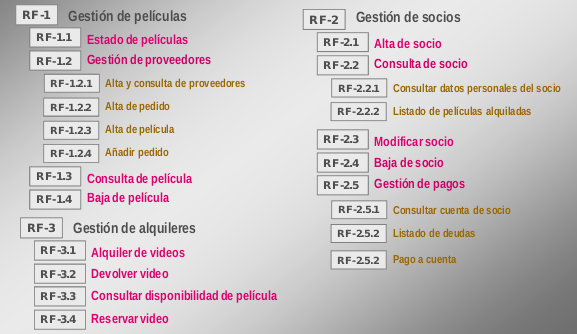 RF-1 Gestión de películas
RF-1.1 Estado de películas
RF-1.2 Gestión de proveedores
RF-1.2.1 Alta y consulta de proveedores
RF-1.2.2 Alta de pedido
RF-1.2.3 Alta de película
RF-1.2.4 Añadir pedido
RF-1.3 Consulta de película
RF-1.4 Baja de película
RF-3 Gestión de alquileres
RF-3.1 Alquiler de videos
RF-3.2 Devolver video
RF-3.3 Consultar disponibilidad de película
RF-3.4 Reservar video
RF-2 Gestión de socios
RF-2.1 Alta de socio
RF-2.2 Consulta de socio
RF-2.2.1 Consultar datos personales del socio
RF-2.2.2 Listado de películas alquiladas
RF-2.3 Modificar socio
RF-2.4 Baja de socio
RF-2.5 Gestión de pagos
RF-2.5.1 Consultar cuenta de socio
RF-2.5.2 Listado de deudas
RF-2.5.2 Pago a cuenta